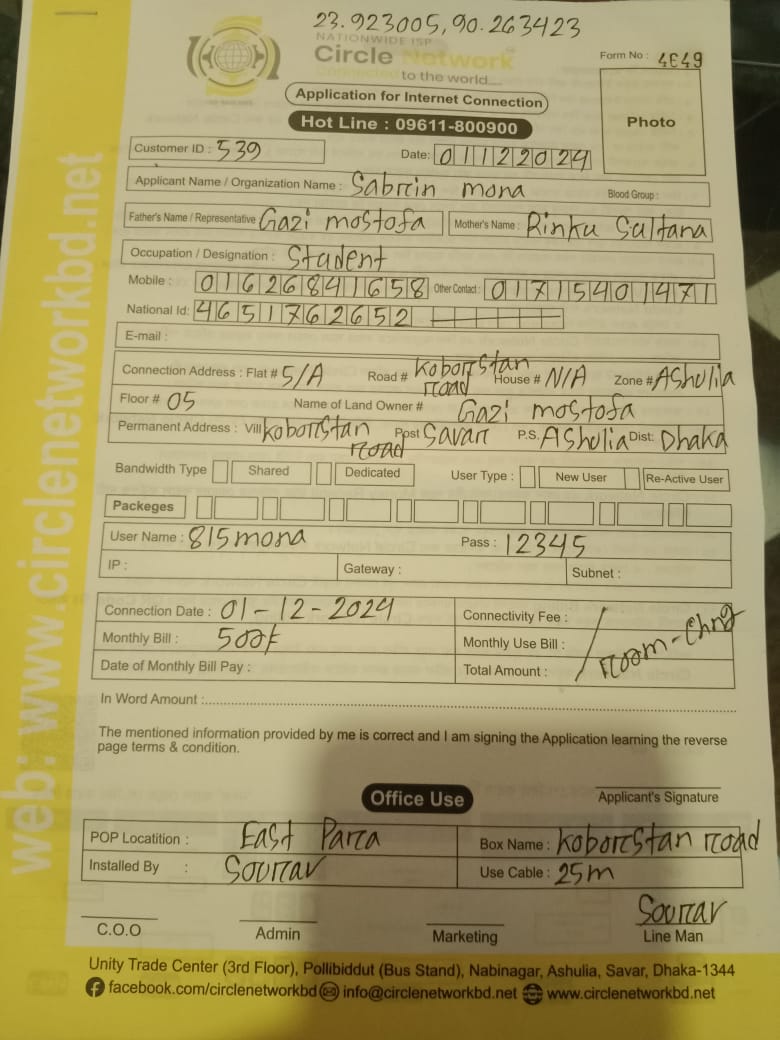 23.923005, 90.263423
NATIONWIDE ISP
Circle Network
Connected to the world....
Form No : 4649
Application for Internet Connection
Hot Line : 09611-800900
Photo
Customer ID : 539 Date: 01122024
Applicant Name / Organization Name : Sabrin mona Blood Group :
Father's Name / Representative Gazi mostofa Mother's Name : Rinku Sultana
Occupation / Designation : Student
Mobile : 01626841658 Other Contact : 01715401471
National Id: 4651762652
E-mail :
Connection Address : Flat # 5/A Road # koborstan road House # N/A Zone # Ashulia
Floor # 05 Name of Land Owner # Gazi mostofa
Permanent Address : Vill koborstan road Post Savar P.S. Ashulia Dist: Dhaka
Bandwidth Type Shared Dedicated User Type : New User Re-Active User
Packeges
User Name : 815mona Pass : 12345
IP : Gateway : Subnet :
Connection Date : 01-12-2024 Connectivity Fee :
Monthly Bill : 500৳ Monthly Use Bill :
Date of Monthly Bill Pay : Total Amount : / room-Chng
In Word Amount :
The mentioned information provided by me is correct and I am signing the Application learning the reverse
page terms & condition.
Applicant's Signature
Office Use
POP Locatition : East Para Box Name : koborstan road
Installed By : Sourav Use Cable : 25m
Sourav
C.O.O Admin Marketing Line Man
Unity Trade Center (3rd Floor), Pollibiddut (Bus Stand), Nabinagar, Ashulia, Savar, Dhaka-1344
facebook.com/circlenetworkbd info@circlenetworkbd.net www.circlenetworkbd.net
web: www.circlenetworkbd.net